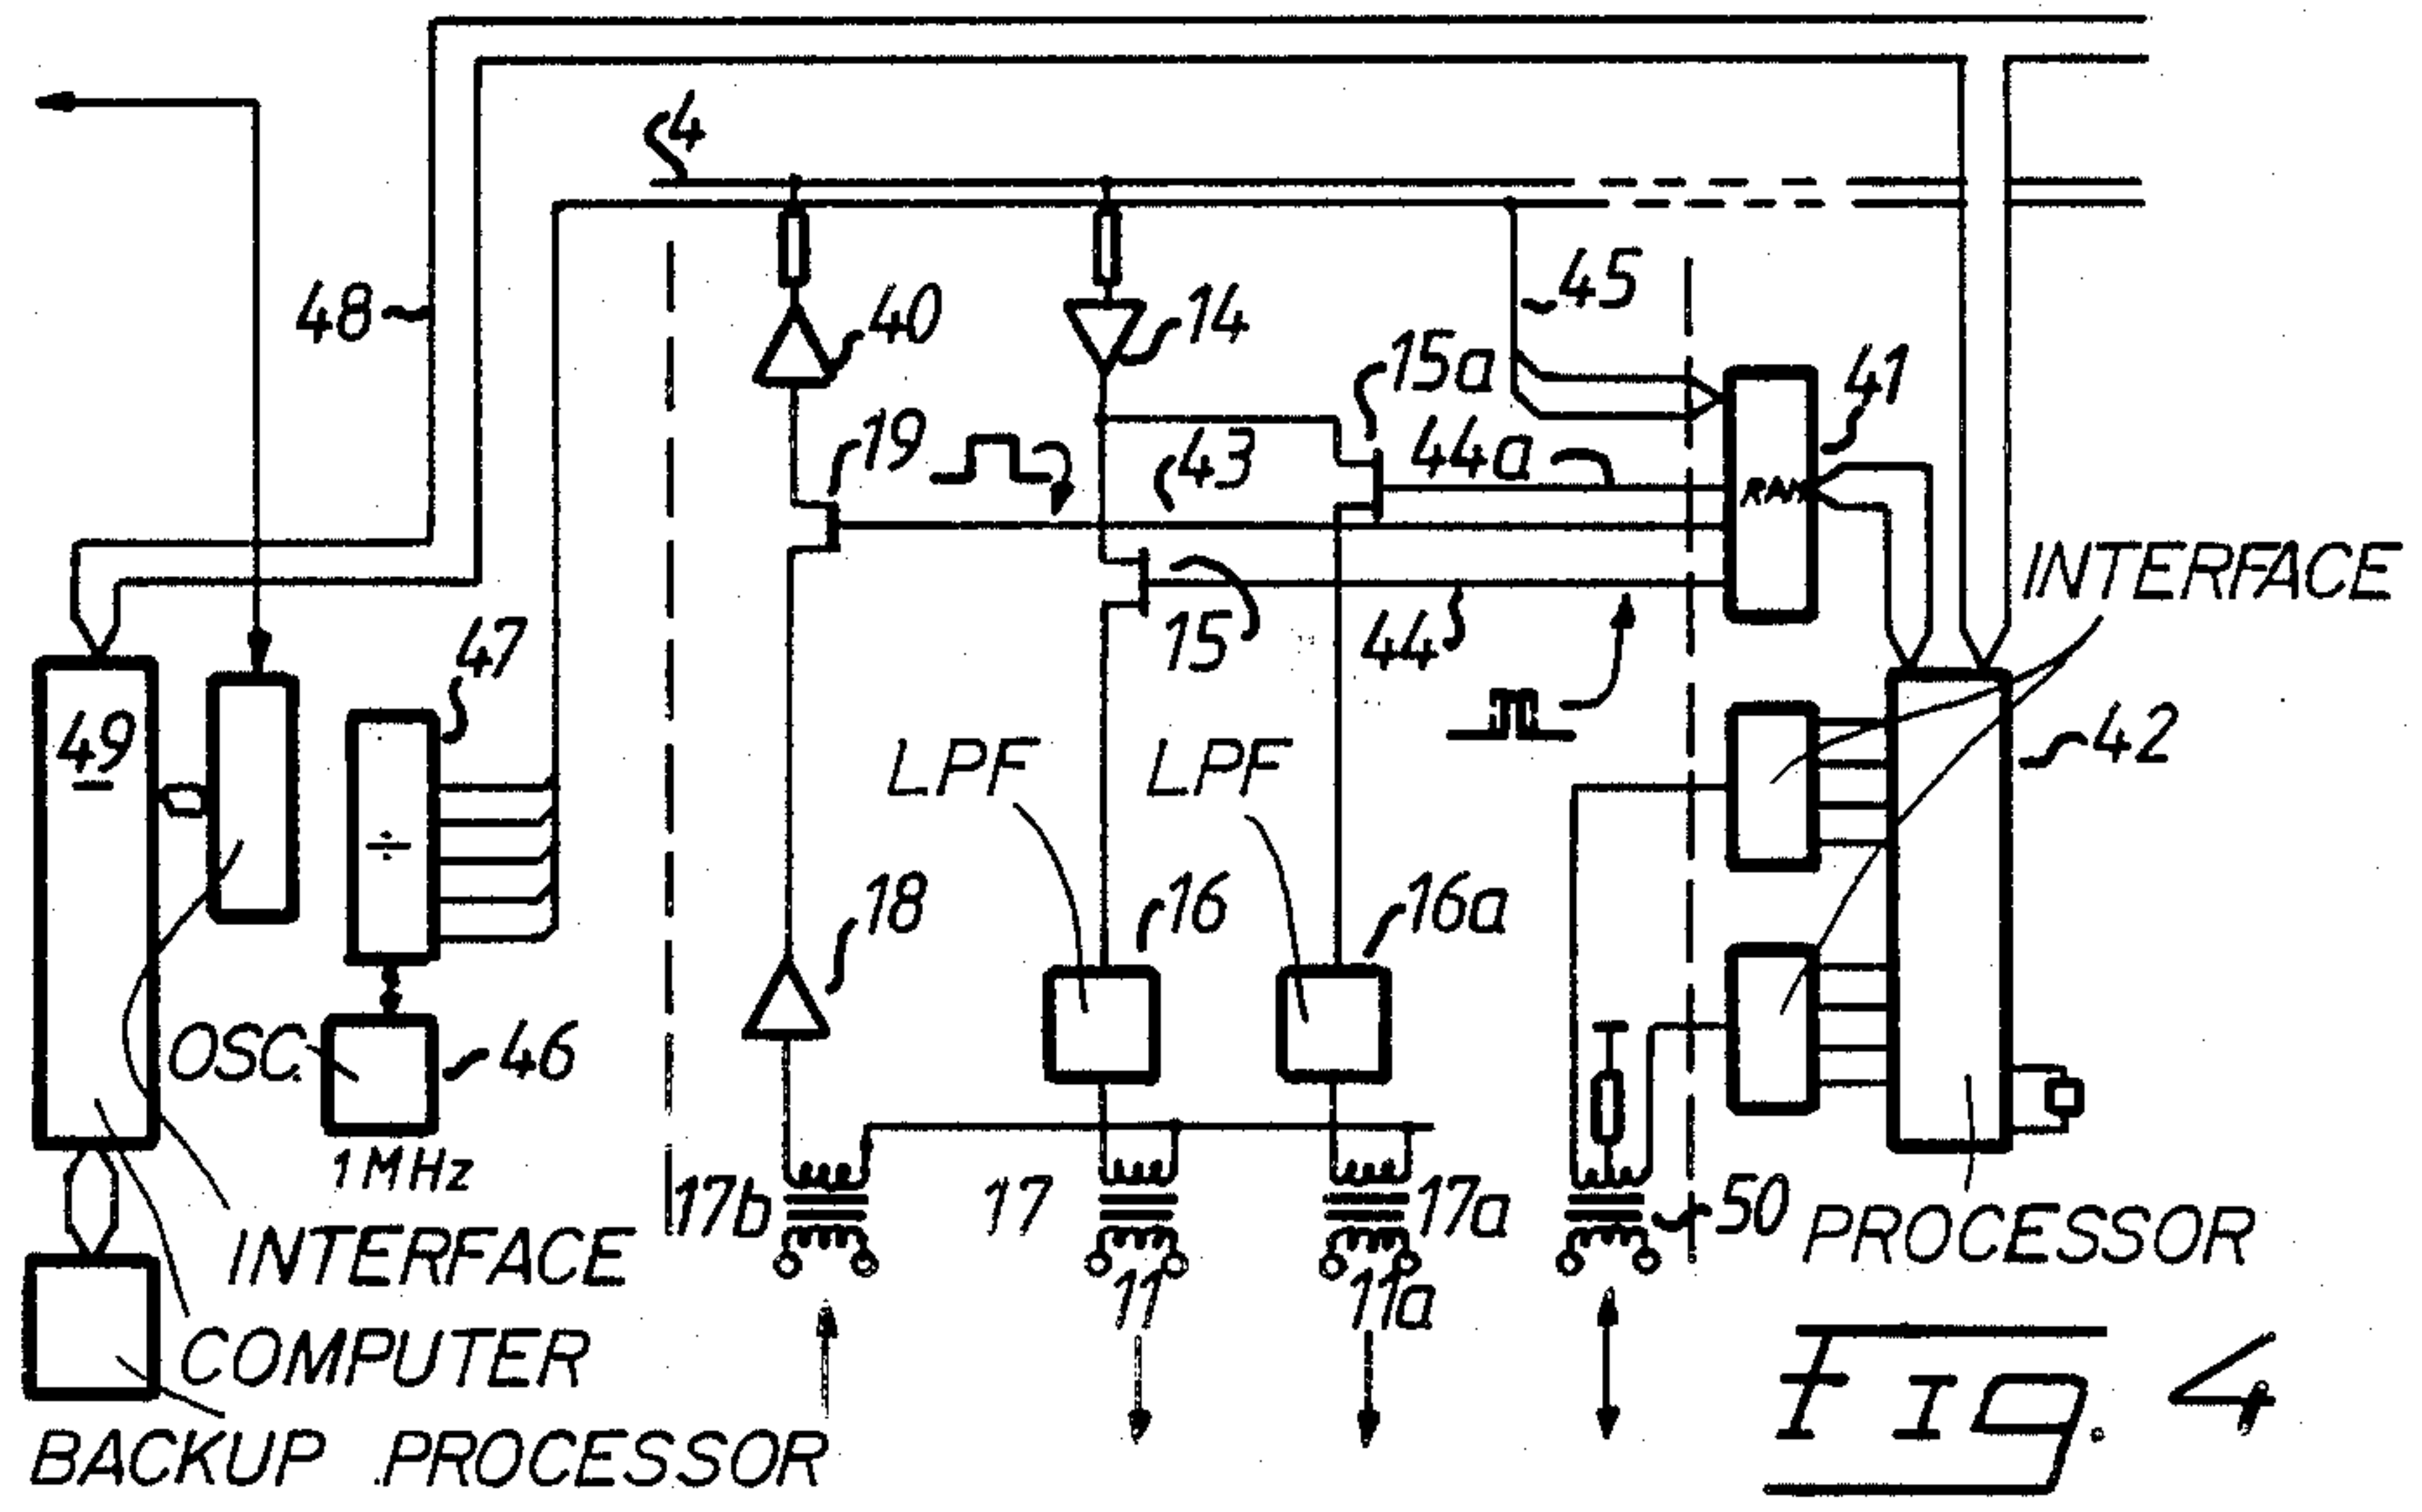 4
48
40
14
45
15a
41
19
43
44a
RAM
INTERFACE
47
15
44
49
÷
LPF
LPF
42
18
16
16a
OSC.
46
1MHz
17b
17
17a
50
PROCESSOR
INTERFACE
11
11a
COMPUTER
BACKUP PROCESSOR
FIG. 4